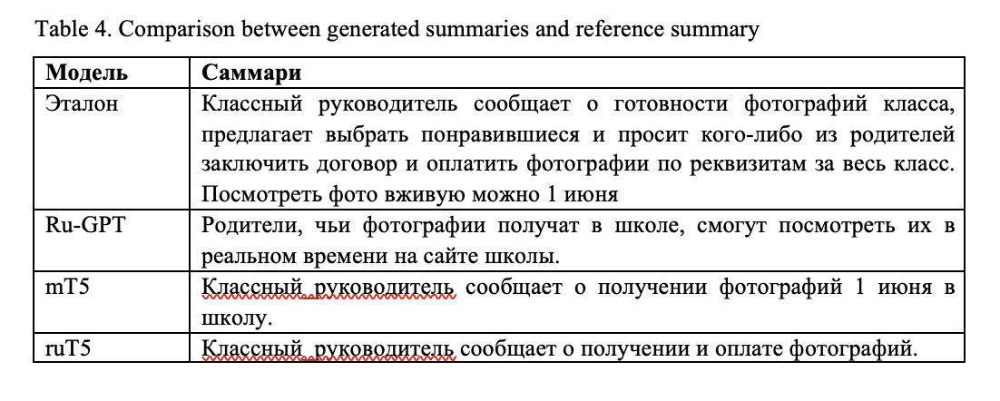 Table 4. Comparison between generated summaries and reference summary
Модель Саммари
Эталон Классный руководитель сообщает о готовности фотографий класса,
предлагает выбрать понравившиеся и просит кого-либо из родителей
заключить договор и оплатить фотографии по реквизитам за весь класс.
Посмотреть фото вживую можно 1 июня
Ru-GPT Родители, чьи фотографии получат в школе, смогут посмотреть их в
реальном времени на сайте школы.
mT5 Классный руководитель сообщает о получении фотографий 1 июня в
школу.
ruT5 Классный руководитель сообщает о получении и оплате фотографий.